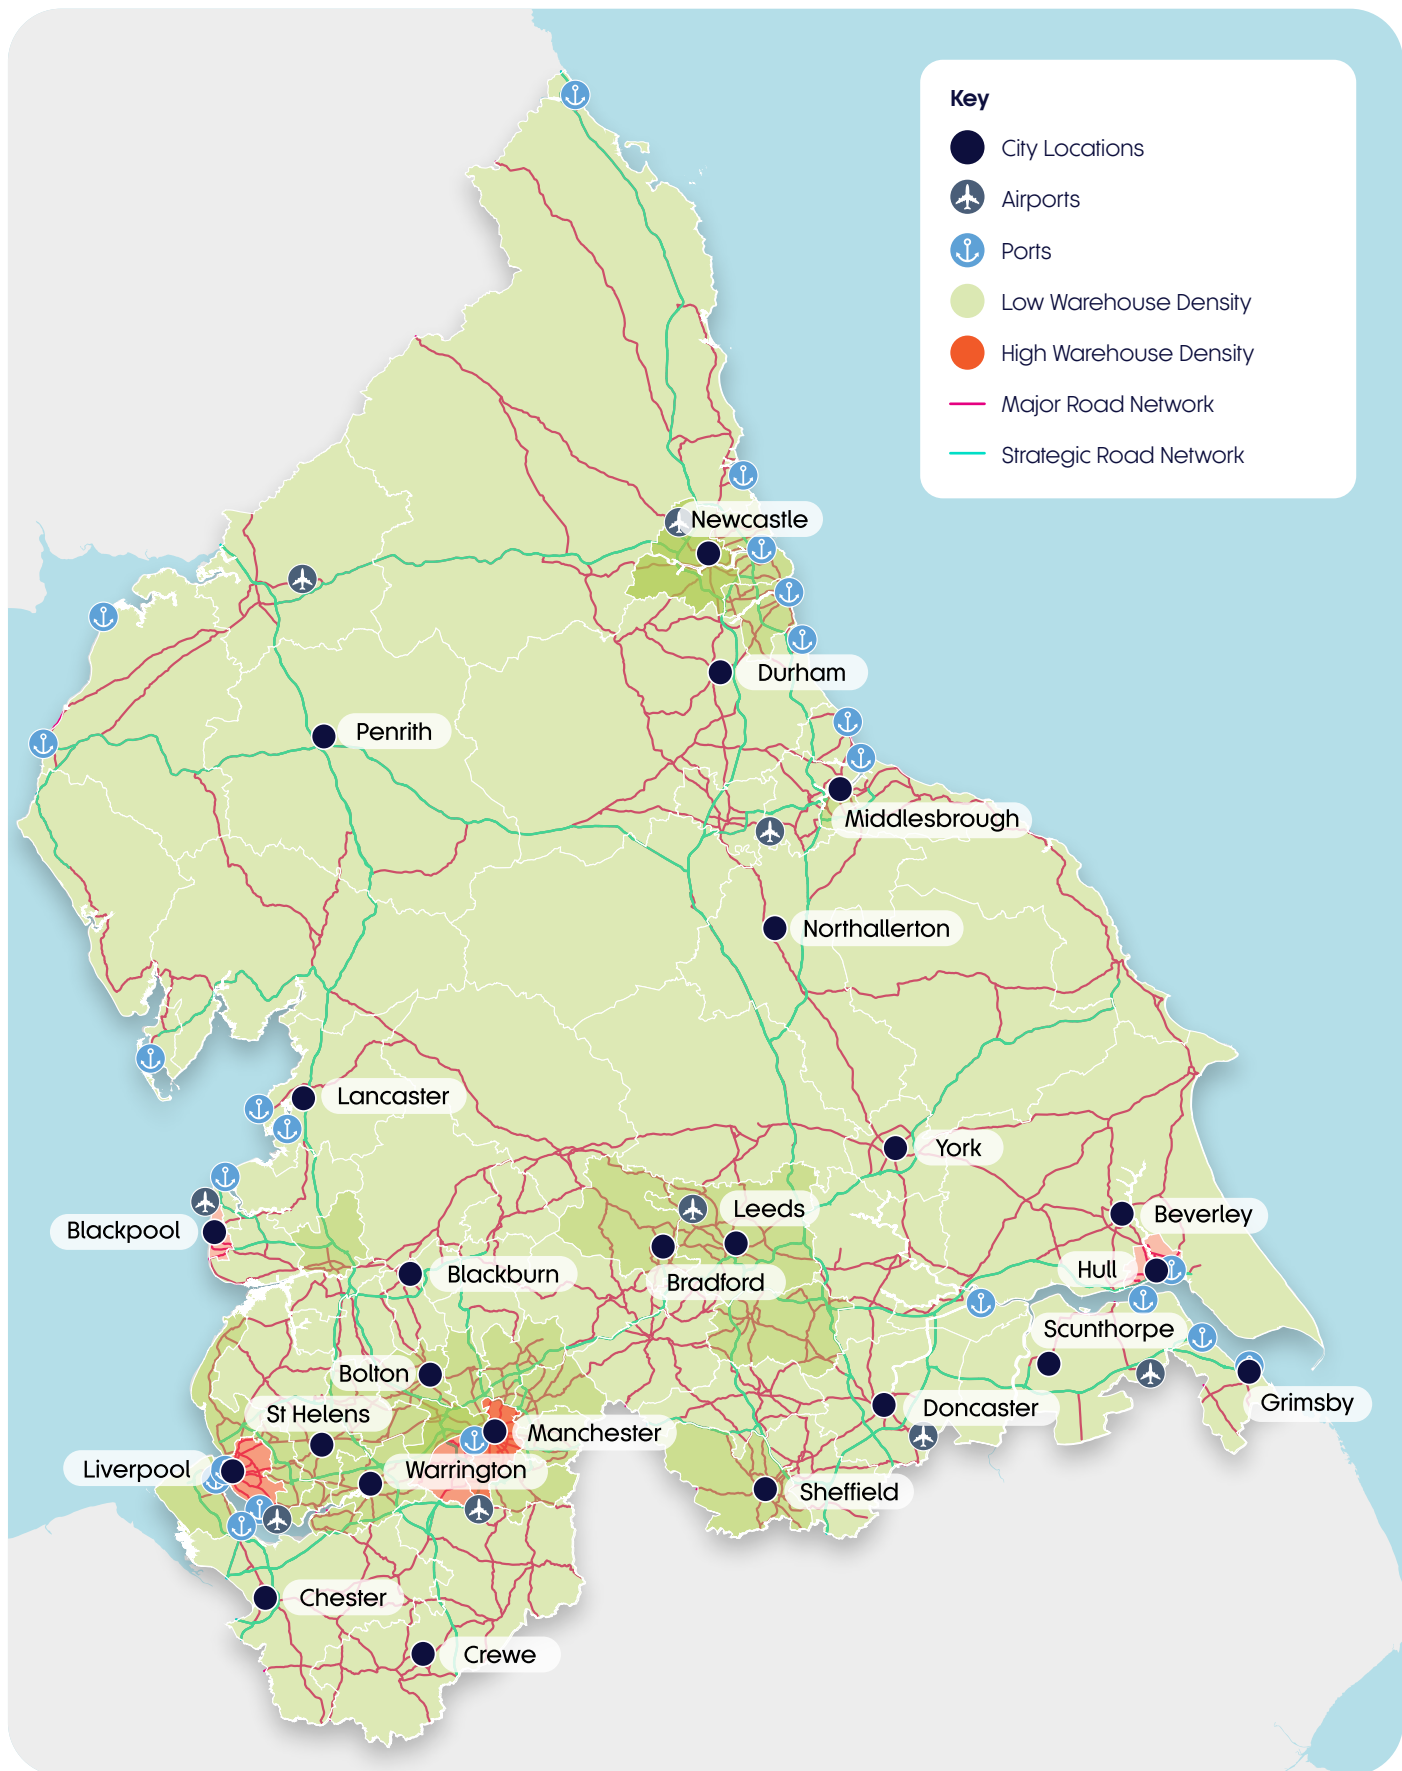 Key
City Locations
Airports
Ports
Low Warehouse Density
High Warehouse Density
Major Road Network
Strategic Road Network
Newcastle
Durham
Penrith
Middlesbrough
Northallerton
Lancaster
York
Leeds
Beverley
Blackpool
Hull
Blackburn
Bradford
Scunthorpe
Bolton
Grimsby
Doncaster
St Helens
Manchester
Liverpool
Warrington
Sheffield
Chester
Crewe